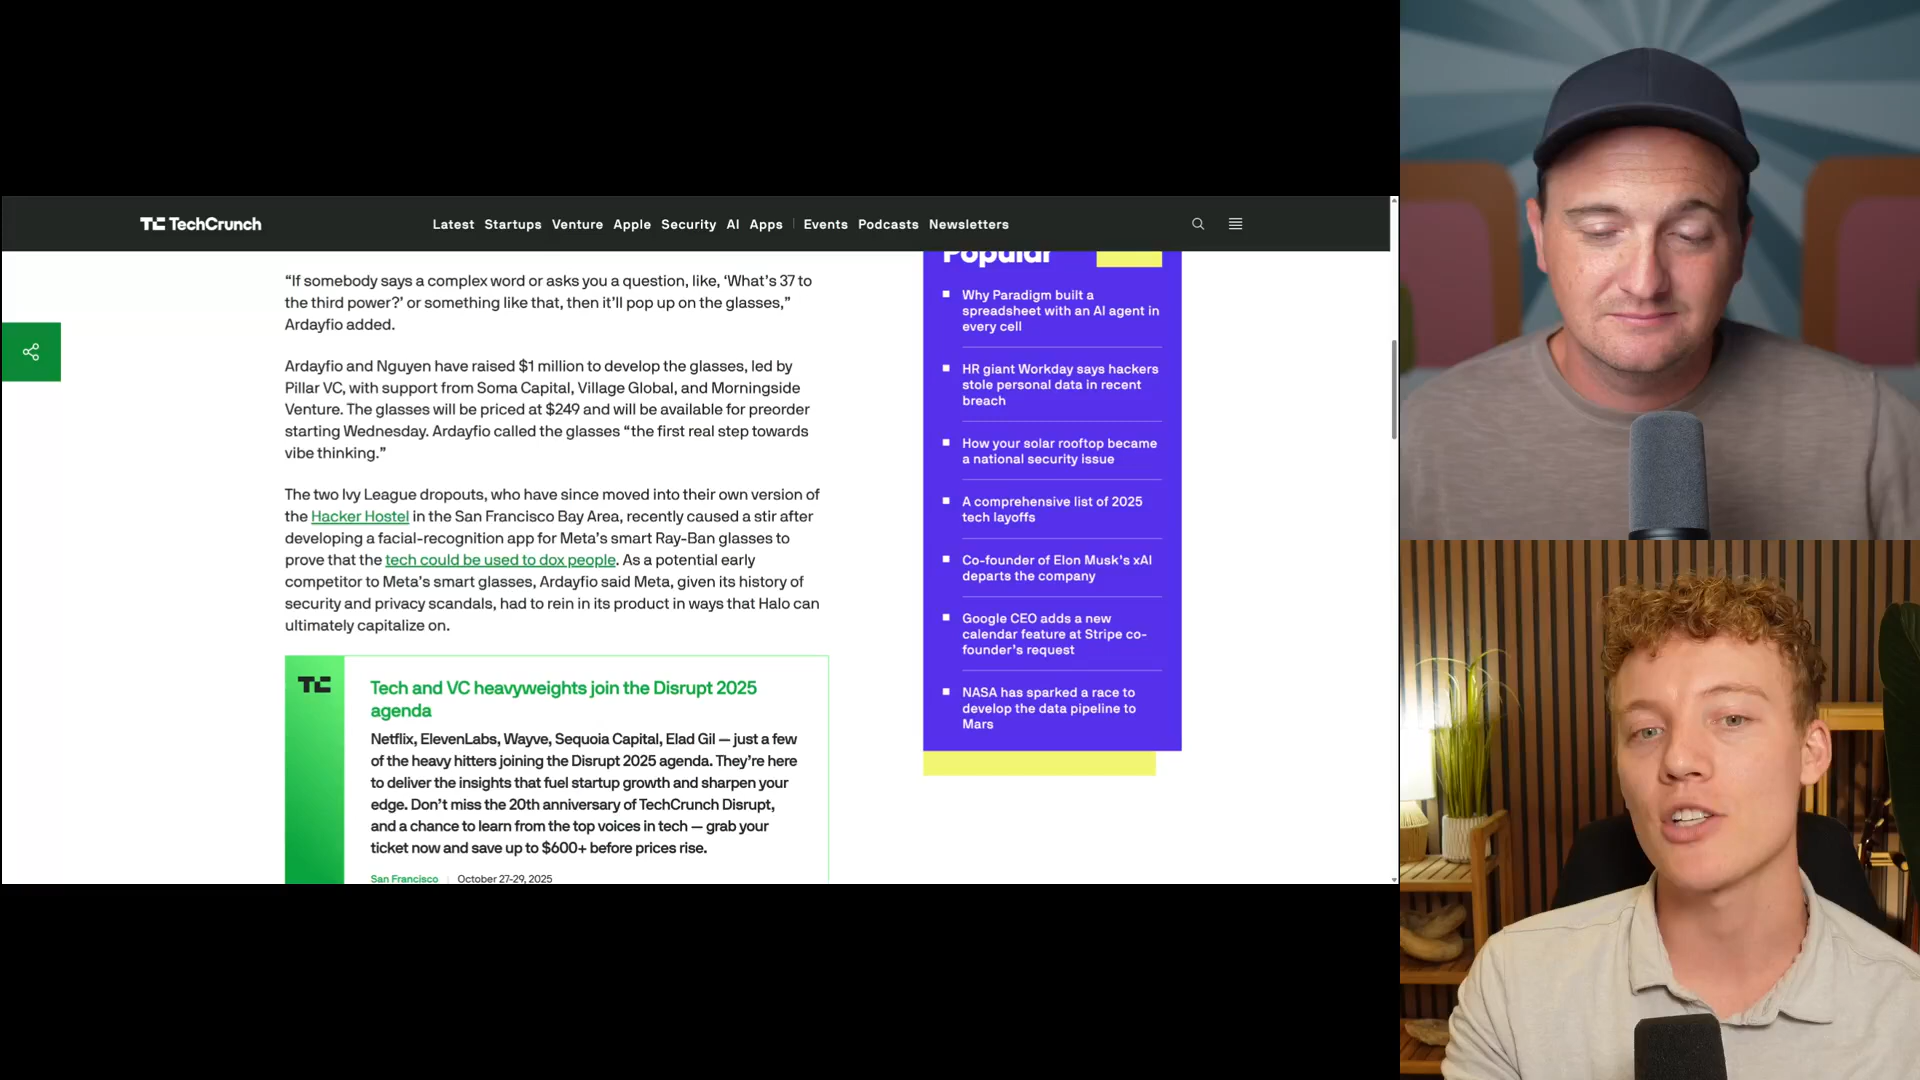 TechCrunch
Latest Startups Venture Apple Security AI Apps Events Podcasts Newsletters
“If somebody says a complex word or asks you a question, like, ‘What’s 37 to
the third power?’ or something like that, then it’ll pop up on the glasses,”
Ardayfio added.
Ardayfio and Nguyen have raised $1 million to develop the glasses, led by
Pillar VC, with support from Soma Capital, Village Global, and Morningside
Venture. The glasses will be priced at $249 and will be available for preorder
starting Wednesday. Ardayfio called the glasses “the first real step towards
vibe thinking.”
The two Ivy League dropouts, who have since moved into their own version of
the Hacker Hostel in the San Francisco Bay Area, recently caused a stir after
developing a facial-recognition app for Meta’s smart Ray-Ban glasses to
prove that the tech could be used to dox people. As a potential early
competitor to Meta’s smart glasses, Ardayfio said Meta, given its history of
security and privacy scandals, had to rein in its product in ways that Halo can
ultimately capitalize on.
TC
Tech and VC heavyweights join the Disrupt 2025
agenda
Netflix, ElevenLabs, Wayve, Sequoia Capital, Elad Gil — just a few
of the heavy hitters joining the Disrupt 2025 agenda. They’re here
to deliver the insights that fuel startup growth and sharpen your
edge. Don’t miss the 20th anniversary of TechCrunch Disrupt,
and a chance to learn from the top voices in tech — grab your
ticket now and save up to $600+ before prices rise.
San Francisco | October 27-29, 2025
Popular
Why Paradigm built a
spreadsheet with an AI agent in
every cell
HR giant Workday says hackers
stole personal data in recent
breach
How your solar rooftop became
a national security issue
A comprehensive list of 2025
tech layoffs
Co-founder of Elon Musk’s xAI
departs the company
Google CEO adds a new
calendar feature at Stripe co-
founder’s request
NASA has sparked a race to
develop the data pipeline to
Mars